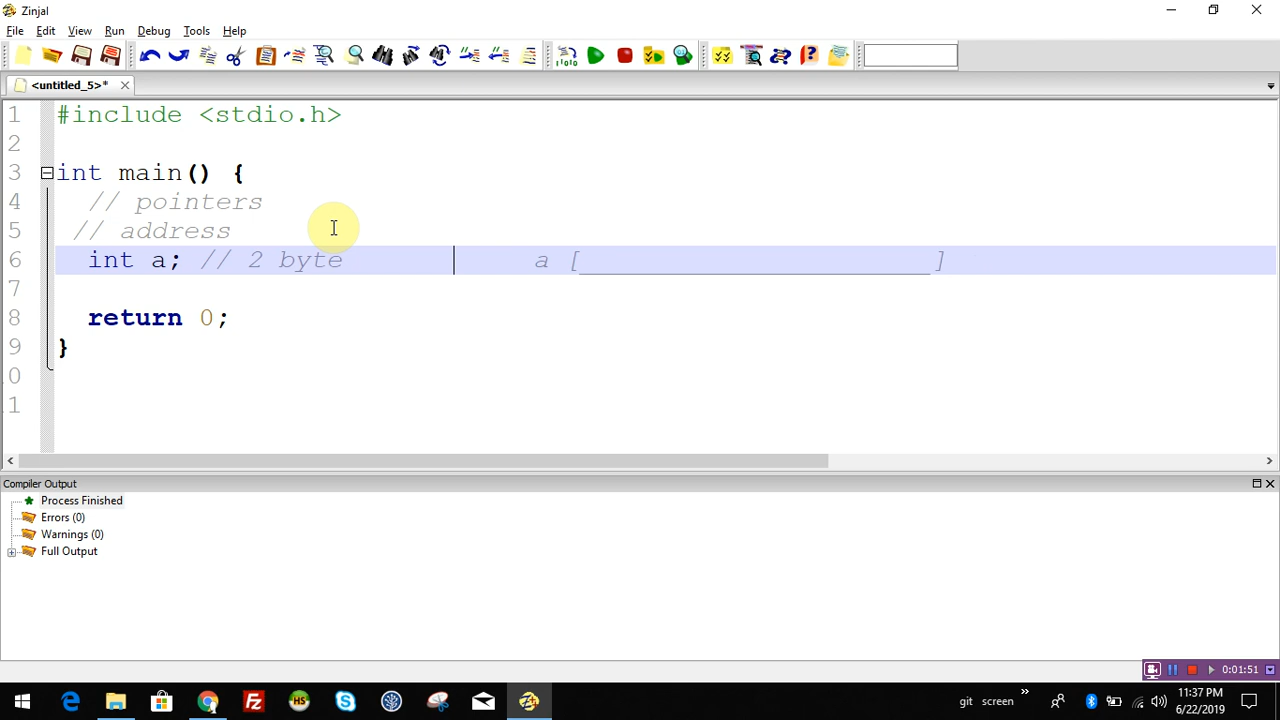 Zinjal
File Edit View Run Debug Tools Help
<untitled_5>*
1 #include <stdio.h>
2
3 int main() {
4 // pointers
5 // address
6 int a; // 2 byte a [_______________________]
7
8 return 0;
9 }
0
1
Compiler Output
Process Finished
Errors (0)
Warnings (0)
Full Output
0:01:51
git screen
11:37 PM
6/22/2019